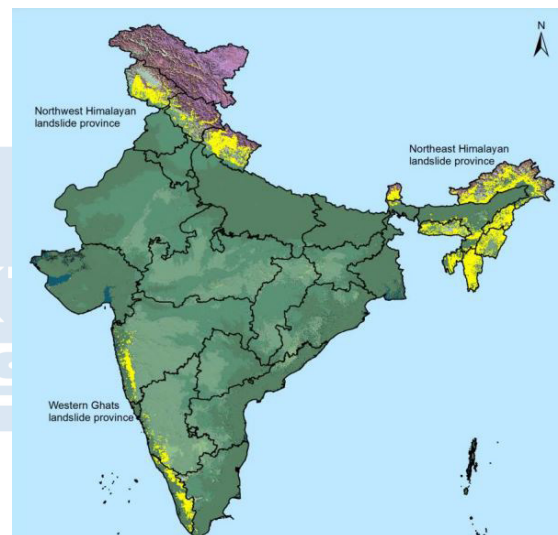 N
Northwest Himalayan
landslide province
Northeast Himalayan
landslide province
Western Ghats
landslide province